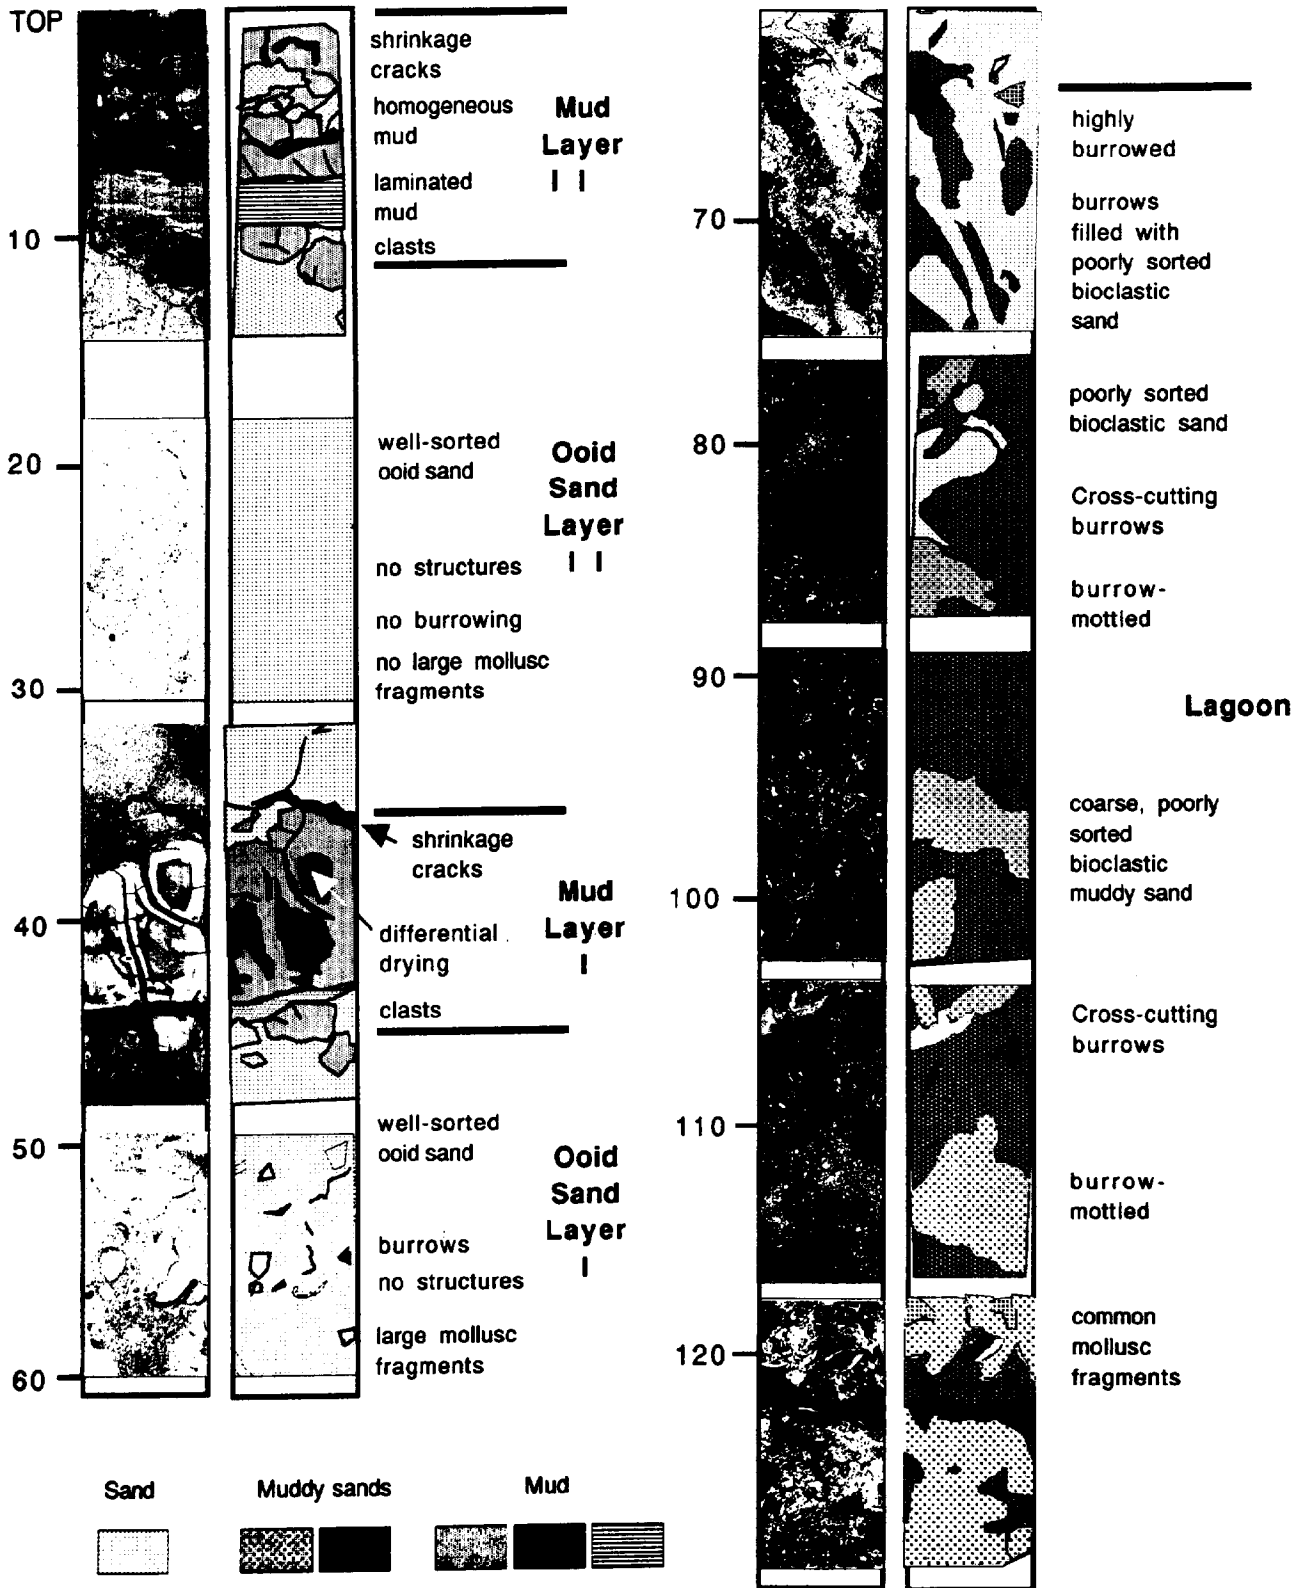 TOP
10
20
30
40
50
60
shrinkage
cracks
homogeneous
mud
laminated
mud
clasts
Mud
Layer
I I
well-sorted
ooid sand
no structures
no burrowing
no large mollusc
fragments
Ooid
Sand
Layer
I I
shrinkage
cracks
differential
drying
clasts
Mud
Layer
I
well-sorted
ooid sand
burrows
no structures
large mollusc
fragments
Ooid
Sand
Layer
I
Sand
Muddy sands
Mud
70
80
90
100
110
120
highly
burrowed
burrows
filled with
poorly sorted
bioclastic
sand
poorly sorted
bioclastic sand
Cross-cutting
burrows
burrow-
mottled
Lagoon
coarse, poorly
sorted
bioclastic
muddy sand
Cross-cutting
burrows
burrow-
mottled
common
mollusc
fragments